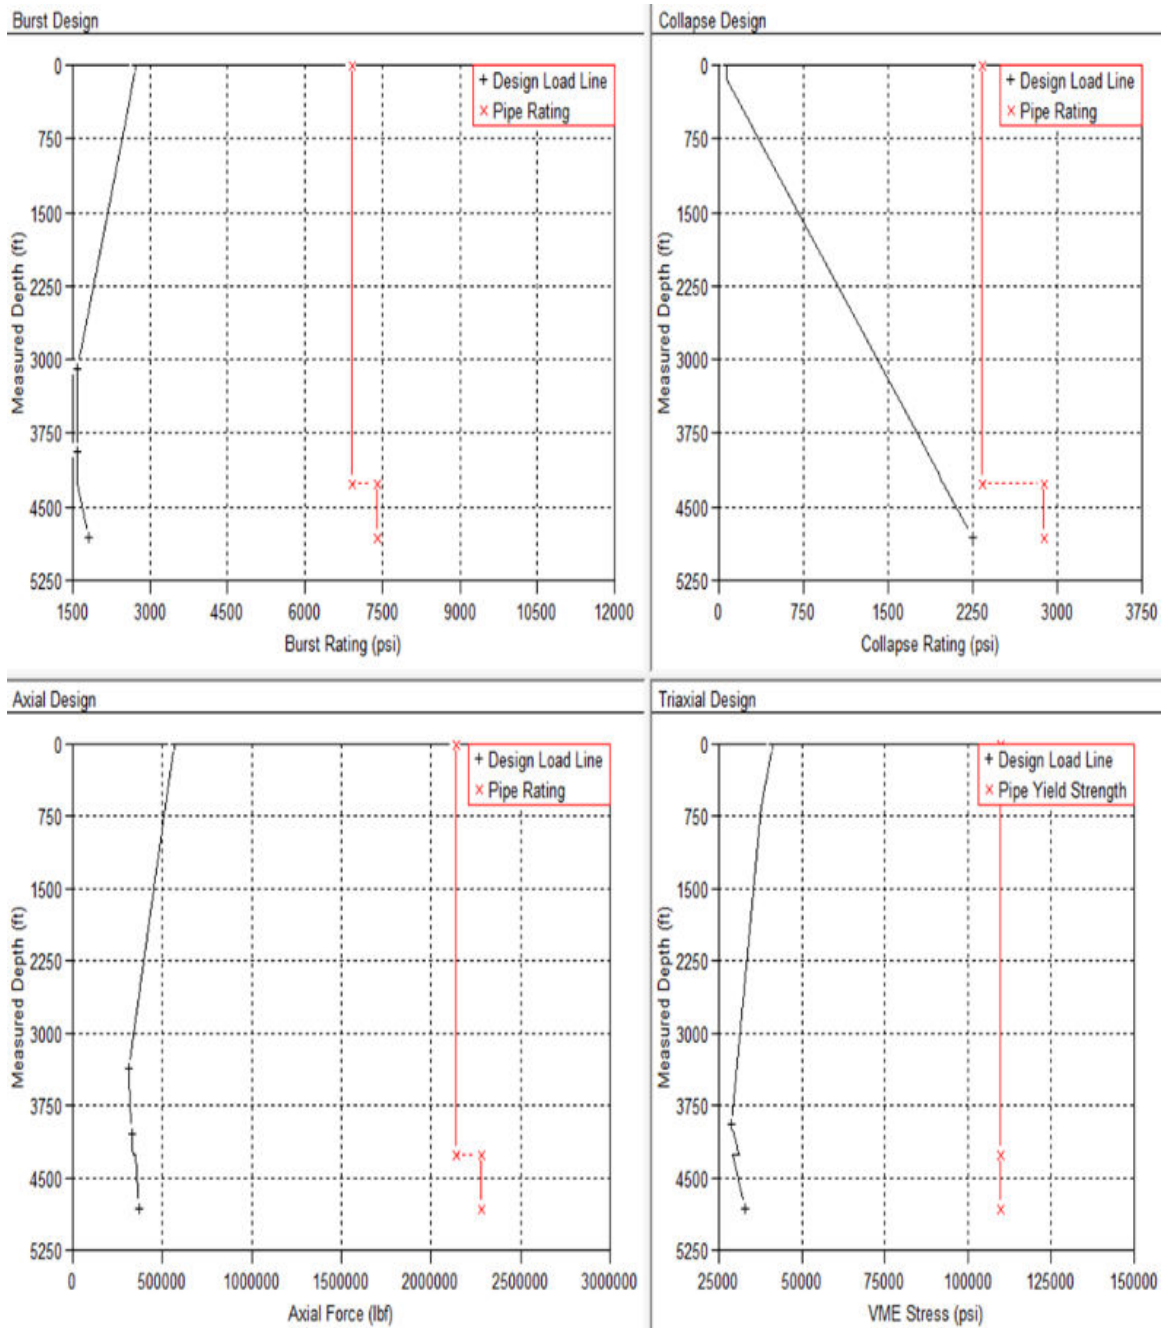 Burst Design
+ Design Load Line
× Pipe Rating
Measured Depth (ft)
0
750
1500
2250
3000
3750
4500
5250
1500 3000 4500 6000 7500 9000 10500 12000
Burst Rating (psi)
Collapse Design
+ Design Load Line
× Pipe Rating
Measured Depth (ft)
0
750
1500
2250
3000
3750
4500
5250
0 750 1500 2250 3000 3750
Collapse Rating (psi)
Axial Design
+ Design Load Line
× Pipe Rating
Measured Depth (ft)
0
750
1500
2250
3000
3750
4500
5250
0 500000 1000000 1500000 2000000 2500000 3000000
Axial Force (lbf)
Triaxial Design
+ Design Load Line
× Pipe Yield Strength
Measured Depth (ft)
0
750
1500
2250
3000
3750
4500
5250
25000 50000 75000 100000 125000 150000
VME Stress (psi)